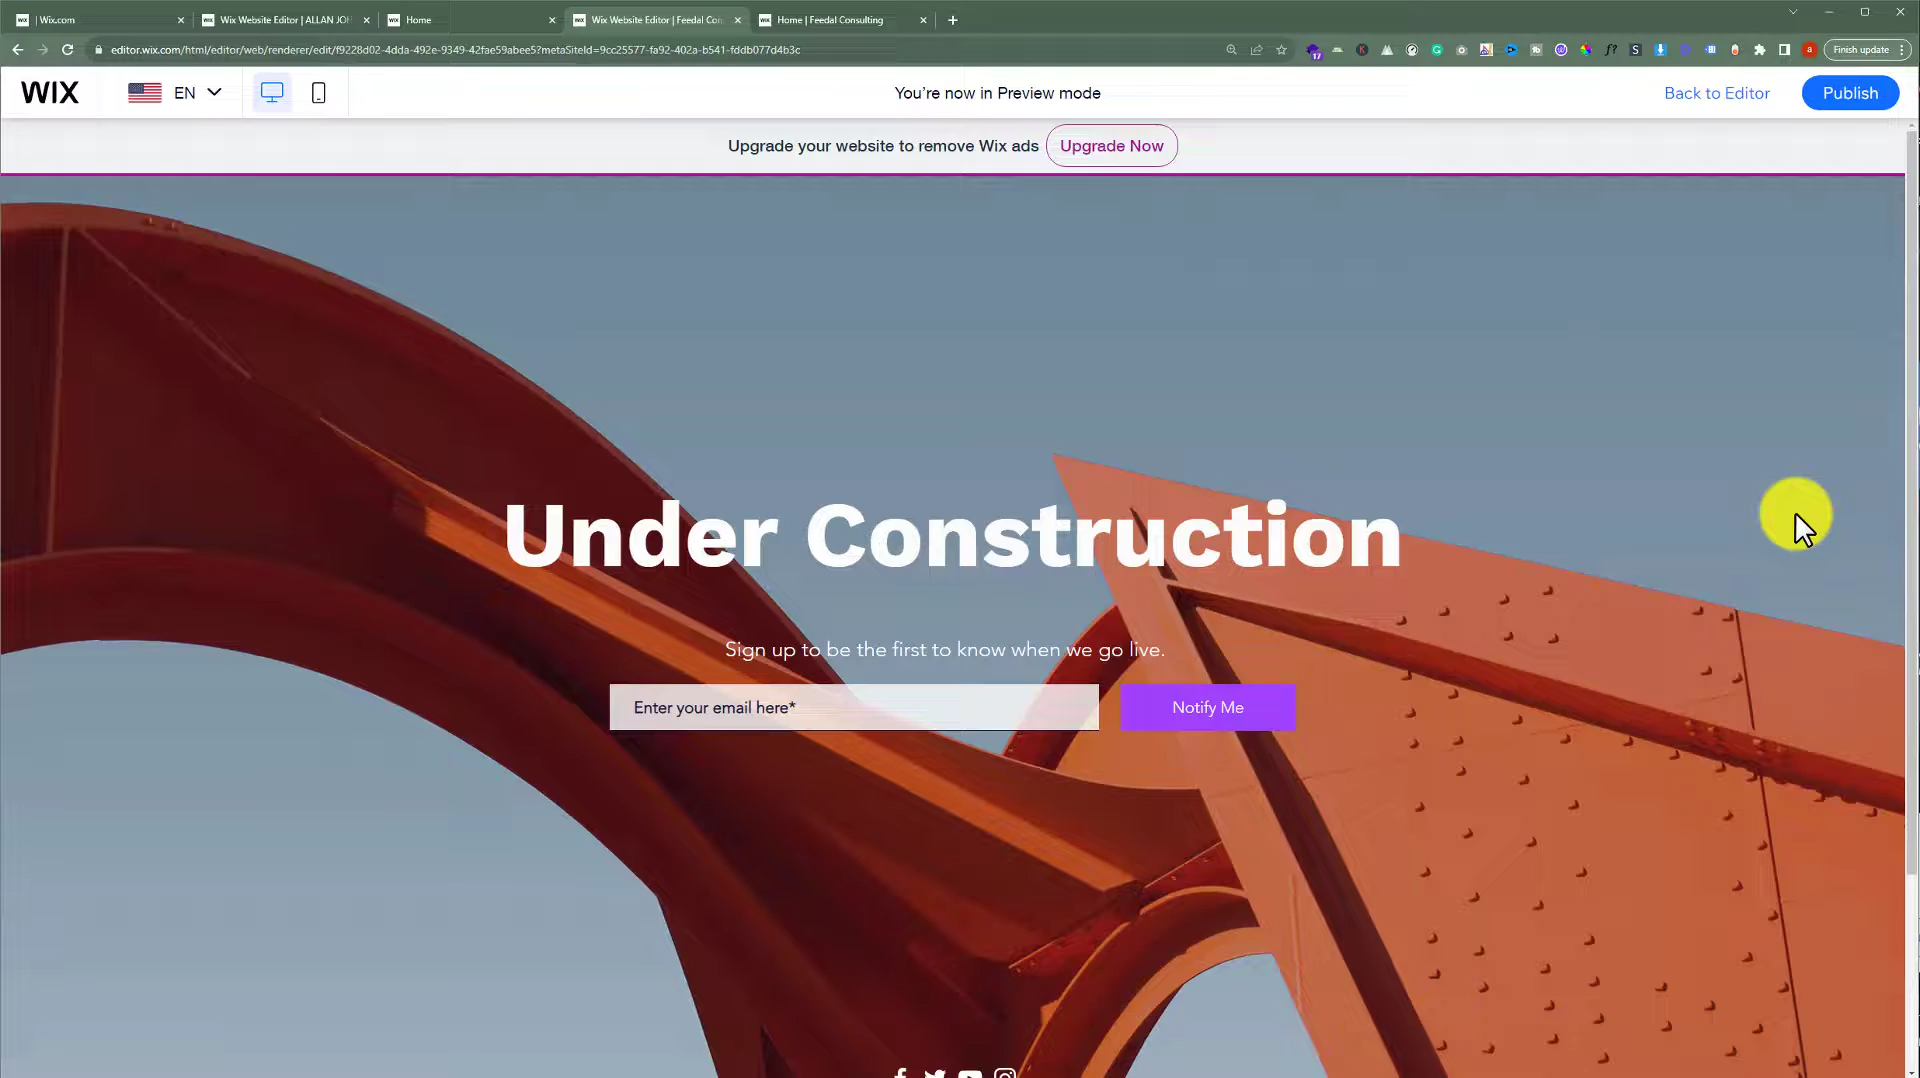 | Wix.com
Wix Website Editor | ALLAN JOH
Home
Wix Website Editor | Feedal Con
Home | Feedal Consulting
editor.wix.com/html/editor/web/renderer/edit/f9228d02-4dda-492e-9349-42fae59abee5?metaSiteId=9cc25577-fa92-402a-b541-fddb077d4b3c
17
a
Finish update
WIX
EN
You're now in Preview mode
Back to Editor
Publish
Upgrade your website to remove Wix ads
Upgrade Now
Under Construction
Sign up to be the first to know when we go live.
Enter your email here*
Notify Me